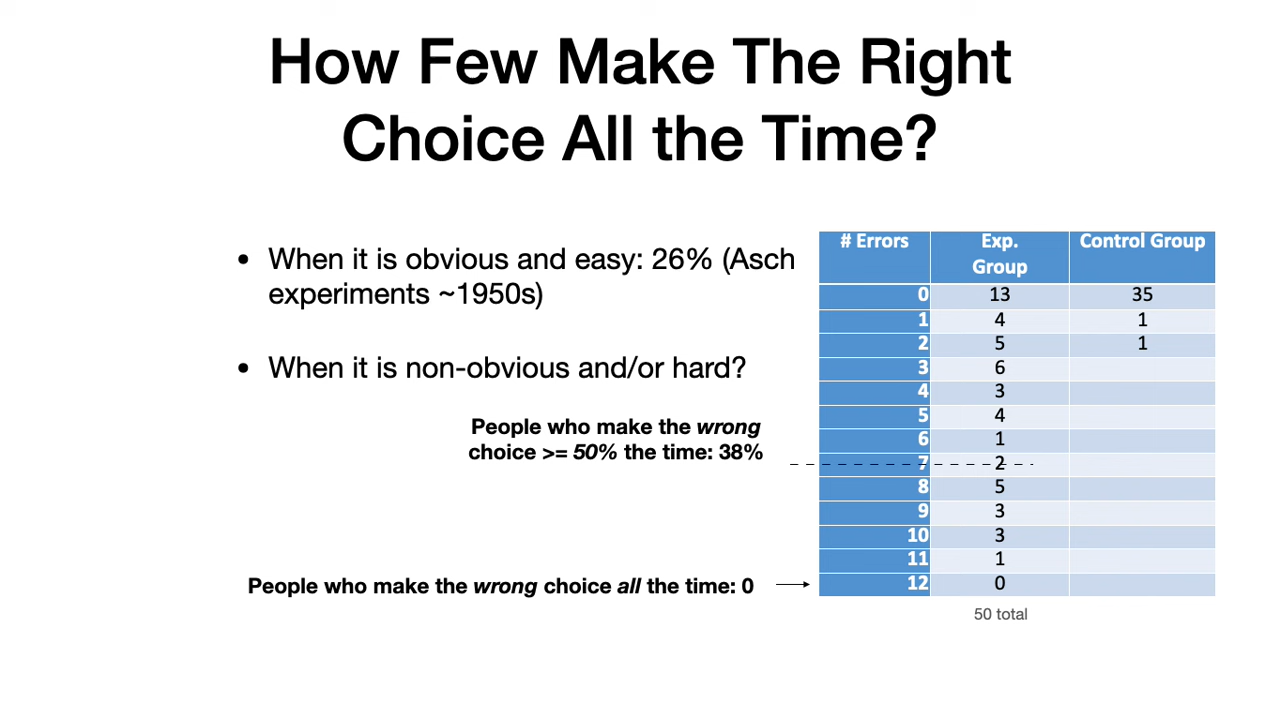 How Few Make The Right
Choice All the Time?
• When it is obvious and easy: 26% (Asch
experiments ~1950s)
• When it is non-obvious and/or hard?
People who make the wrong
choice >= 50% the time: 38%
People who make the wrong choice all the time: 0
# Errors Exp. Group Control Group
0 13 35
1 4 1
2 5 1
3 6
4 3
5 4
6 1
7 2
8 5
9 3
10 3
11 1
12 0
50 total